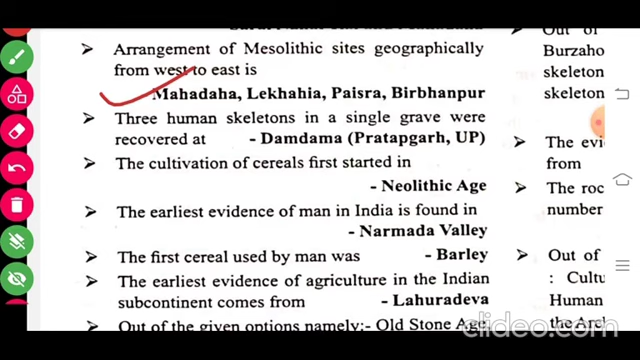 ➢ Arrangement of Mesolithic sites geographically
from west to east is
Mahadaha, Lekhahia, Paisra, Birbhanpur
➢ Three human skeletons in a single grave were
recovered at - Damdama (Pratapgarh, UP)
➢ The cultivation of cereals first started in
- Neolithic Age
➢ The earliest evidence of man in India is found in
- Narmada Valley
➢ The first cereal used by man was - Barley
➢ The earliest evidence of agriculture in the Indian
subcontinent comes from - Lahuradeva
➢ Out of the given options namely:- Old Stone Age,
Out of
Burzaho
skeleton
skeleton
➢ The evi
from
➢ The roc
number
➢ Out of
: Cultu
Human
the Arc
clideo.com